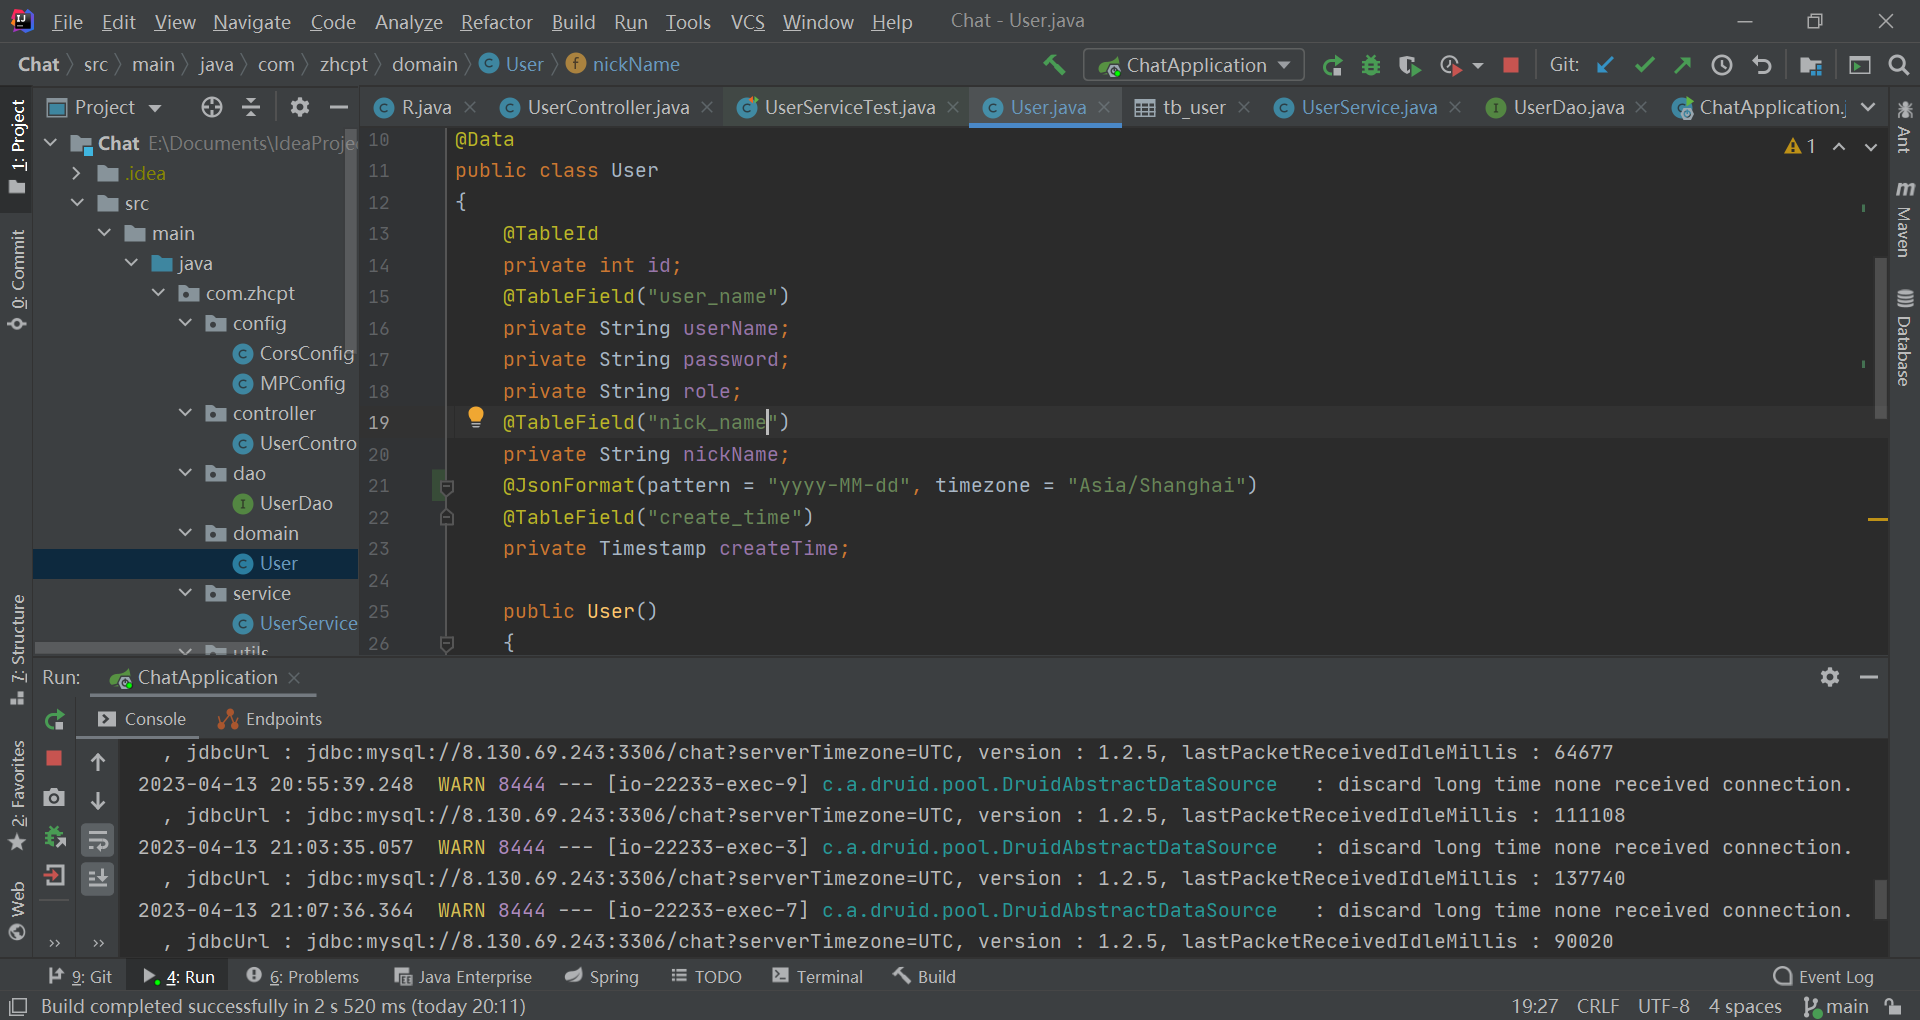 File Edit View Navigate Code Analyze Refactor Build Run Tools VCS Window Help Chat - User.java
Chat src main java com zhcpt domain User nickName ChatApplication Git:
Project R.java UserController.java UserServiceTest.java User.java tb_user UserService.java UserDao.java ChatApplication.j
1: Project
0: Commit
7: Structure
2: Favorites
Web
Chat E:\Documents\IdeaProje
.idea
src
main
java
com.zhcpt
config
CorsConfig
MPConfig
controller
UserContro
dao
UserDao
domain
User
service
UserService
utils
10 @Data
11 public class User
12 {
13 @TableId
14 private int id;
15 @TableField("user_name")
16 private String userName;
17 private String password;
18 private String role;
19 @TableField("nick_name")
20 private String nickName;
21 @JsonFormat(pattern = "yyyy-MM-dd", timezone = "Asia/Shanghai")
22 @TableField("create_time")
23 private Timestamp createTime;
24
25 public User()
26 {
1
Ant
Maven
Database
Run: ChatApplication
Console Endpoints
, jdbcUrl : jdbc:mysql://8.130.69.243:3306/chat?serverTimezone=UTC, version : 1.2.5, lastPacketReceivedIdleMillis : 64677
2023-04-13 20:55:39.248 WARN 8444 --- [io-22233-exec-9] c.a.druid.pool.DruidAbstractDataSource : discard long time none received connection.
, jdbcUrl : jdbc:mysql://8.130.69.243:3306/chat?serverTimezone=UTC, version : 1.2.5, lastPacketReceivedIdleMillis : 111108
2023-04-13 21:03:35.057 WARN 8444 --- [io-22233-exec-3] c.a.druid.pool.DruidAbstractDataSource : discard long time none received connection.
, jdbcUrl : jdbc:mysql://8.130.69.243:3306/chat?serverTimezone=UTC, version : 1.2.5, lastPacketReceivedIdleMillis : 137740
2023-04-13 21:07:36.364 WARN 8444 --- [io-22233-exec-7] c.a.druid.pool.DruidAbstractDataSource : discard long time none received connection.
, jdbcUrl : jdbc:mysql://8.130.69.243:3306/chat?serverTimezone=UTC, version : 1.2.5, lastPacketReceivedIdleMillis : 90020
9: Git 4: Run 6: Problems Java Enterprise Spring TODO Terminal Build Event Log
Build completed successfully in 2 s 520 ms (today 20:11) 19:27 CRLF UTF-8 4 spaces main